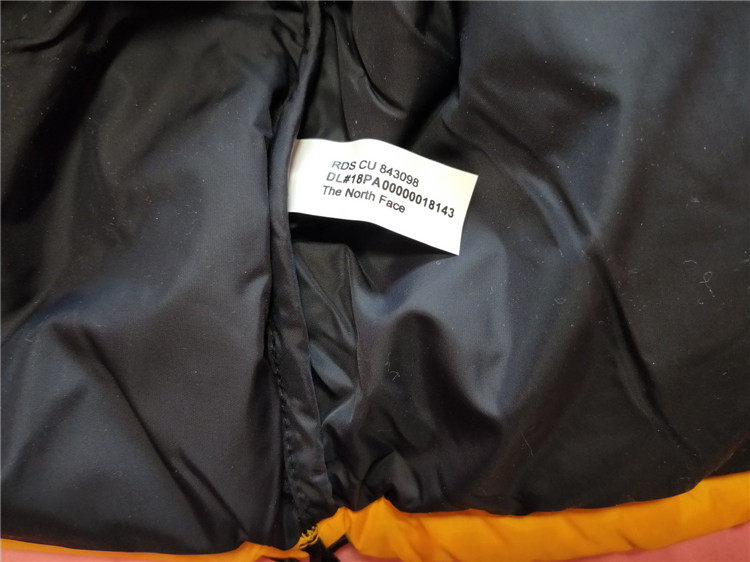 RDS CU 843098
DL#18PA00000018143
The North Face